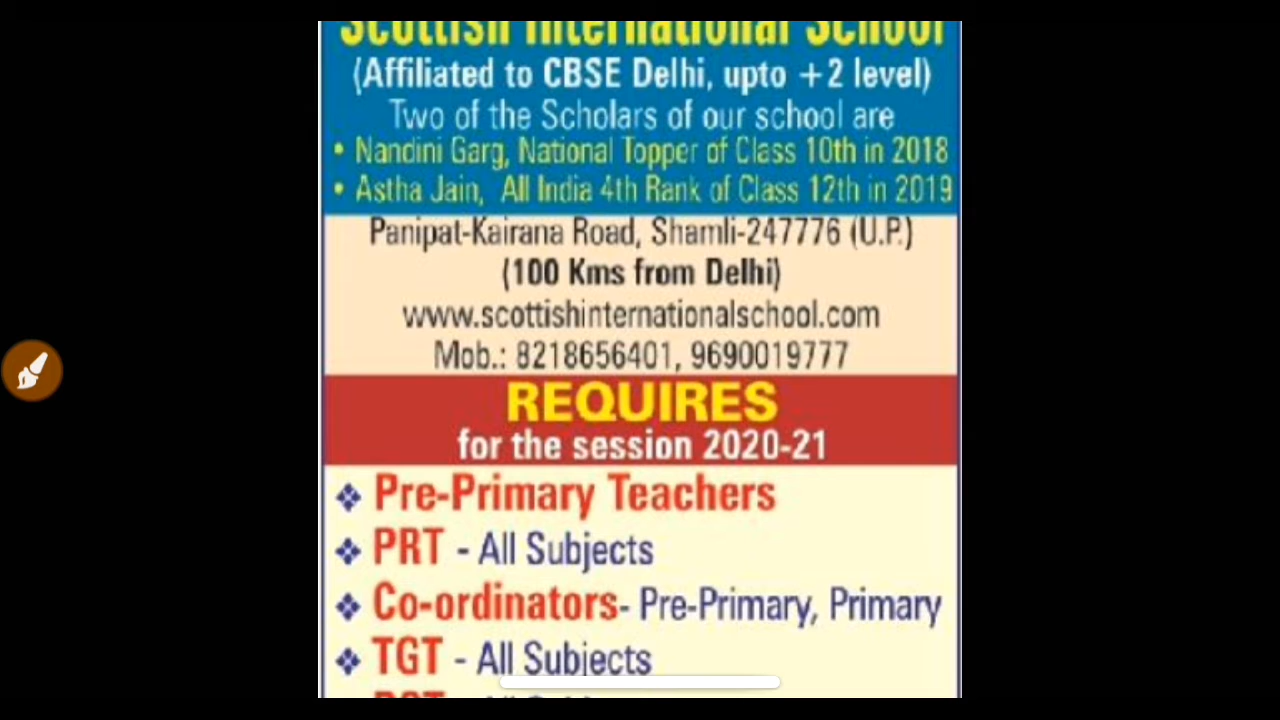 Scottish International School
(Affiliated to CBSE Delhi, upto +2 level)
Two of the Scholars of our school are
• Nandini Garg, National Topper of Class 10th in 2018
• Astha Jain, All India 4th Rank of Class 12th in 2019
Panipat-Kairana Road, Shamli-247776 (U.P.)
(100 Kms from Delhi)
www.scottishinternationalschool.com
Mob.: 8218656401, 9690019777
REQUIRES
for the session 2020-21
❖ Pre-Primary Teachers
❖ PRT - All Subjects
❖ Co-ordinators- Pre-Primary, Primary
❖ TGT - All Subjects